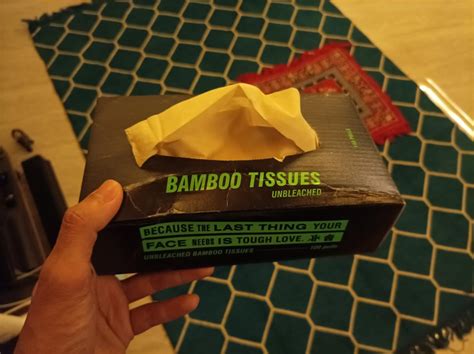 BAMBOO TISSUES
UNBLEACHED
BECAUSE THE LAST THING YOUR
FACE NEEDS IS TOUGH LOVE.
UNBLEACHED BAMBOO TISSUES